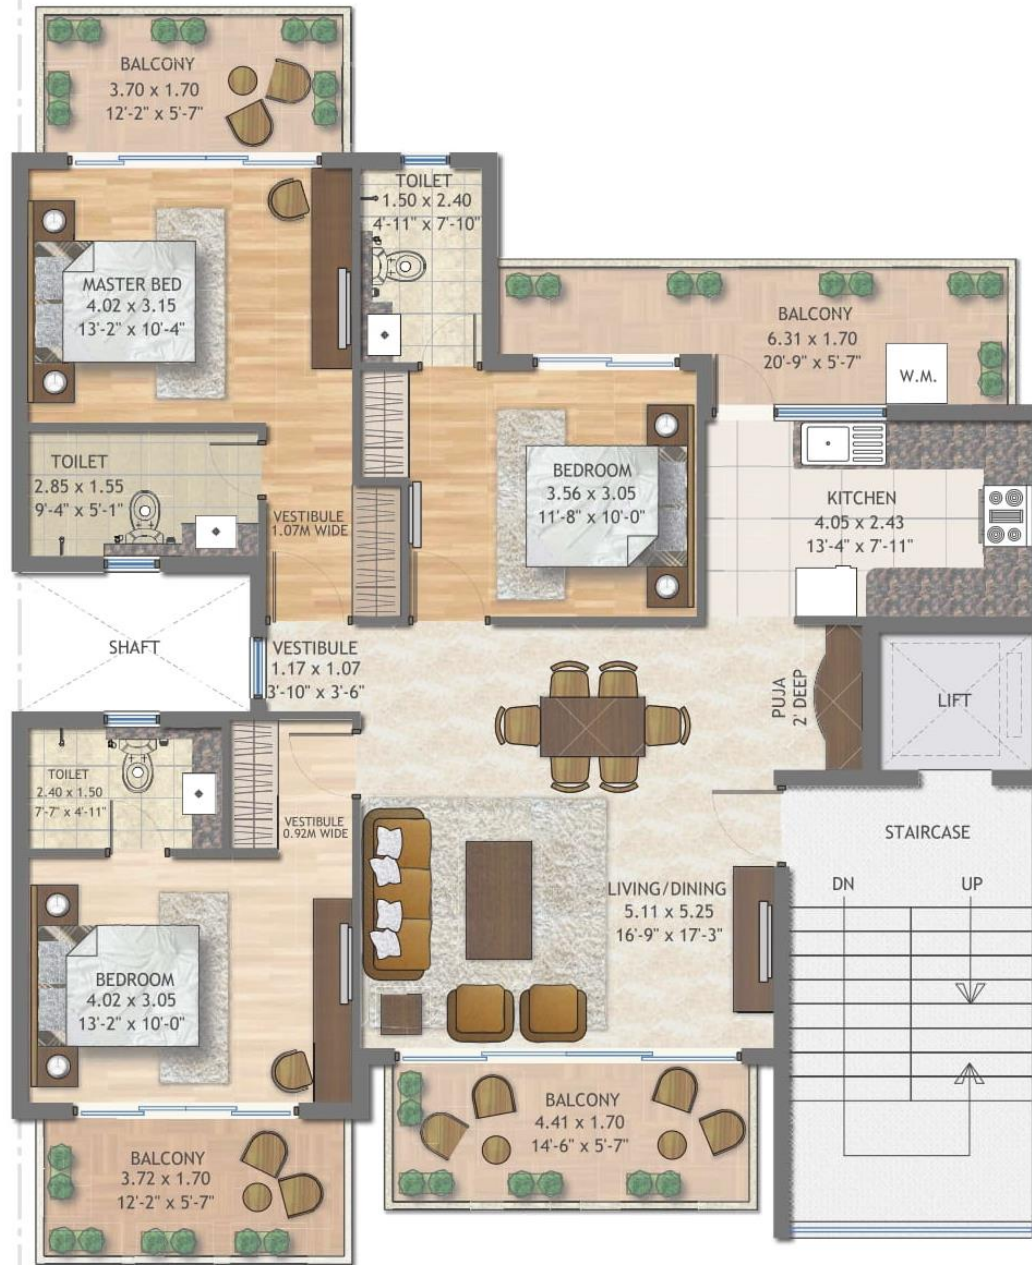 BALCONY
3.70 x 1.70
12'-2" x 5'-7"
TOILET
1.50 x 2.40
4'-11" x 7'-10"
MASTER BED
4.02 x 3.15
13'-2" x 10'-4"
BALCONY
6.31 x 1.70
20'-9" x 5'-7"
W.M.
TOILET
2.85 x 1.55
9'-4" x 5'-1"
VESTIBULE
1.07M WIDE
BEDROOM
3.56 x 3.05
11'-8" x 10'-0"
KITCHEN
4.05 x 2.43
13'-4" x 7'-11"
SHAFT
VESTIBULE
1.17 x 1.07
3'-10" x 3'-6"
PUJA
2' DEEP
LIFT
TOILET
2.40 x 1.50
7'-7" x 4'-11"
VESTIBULE
0.92M WIDE
STAIRCASE
DN
UP
LIVING/DINING
5.11 x 5.25
16'-9" x 17'-3"
BEDROOM
4.02 x 3.05
13'-2" x 10'-0"
BALCONY
4.41 x 1.70
14'-6" x 5'-7"
BALCONY
3.72 x 1.70
12'-2" x 5'-7"